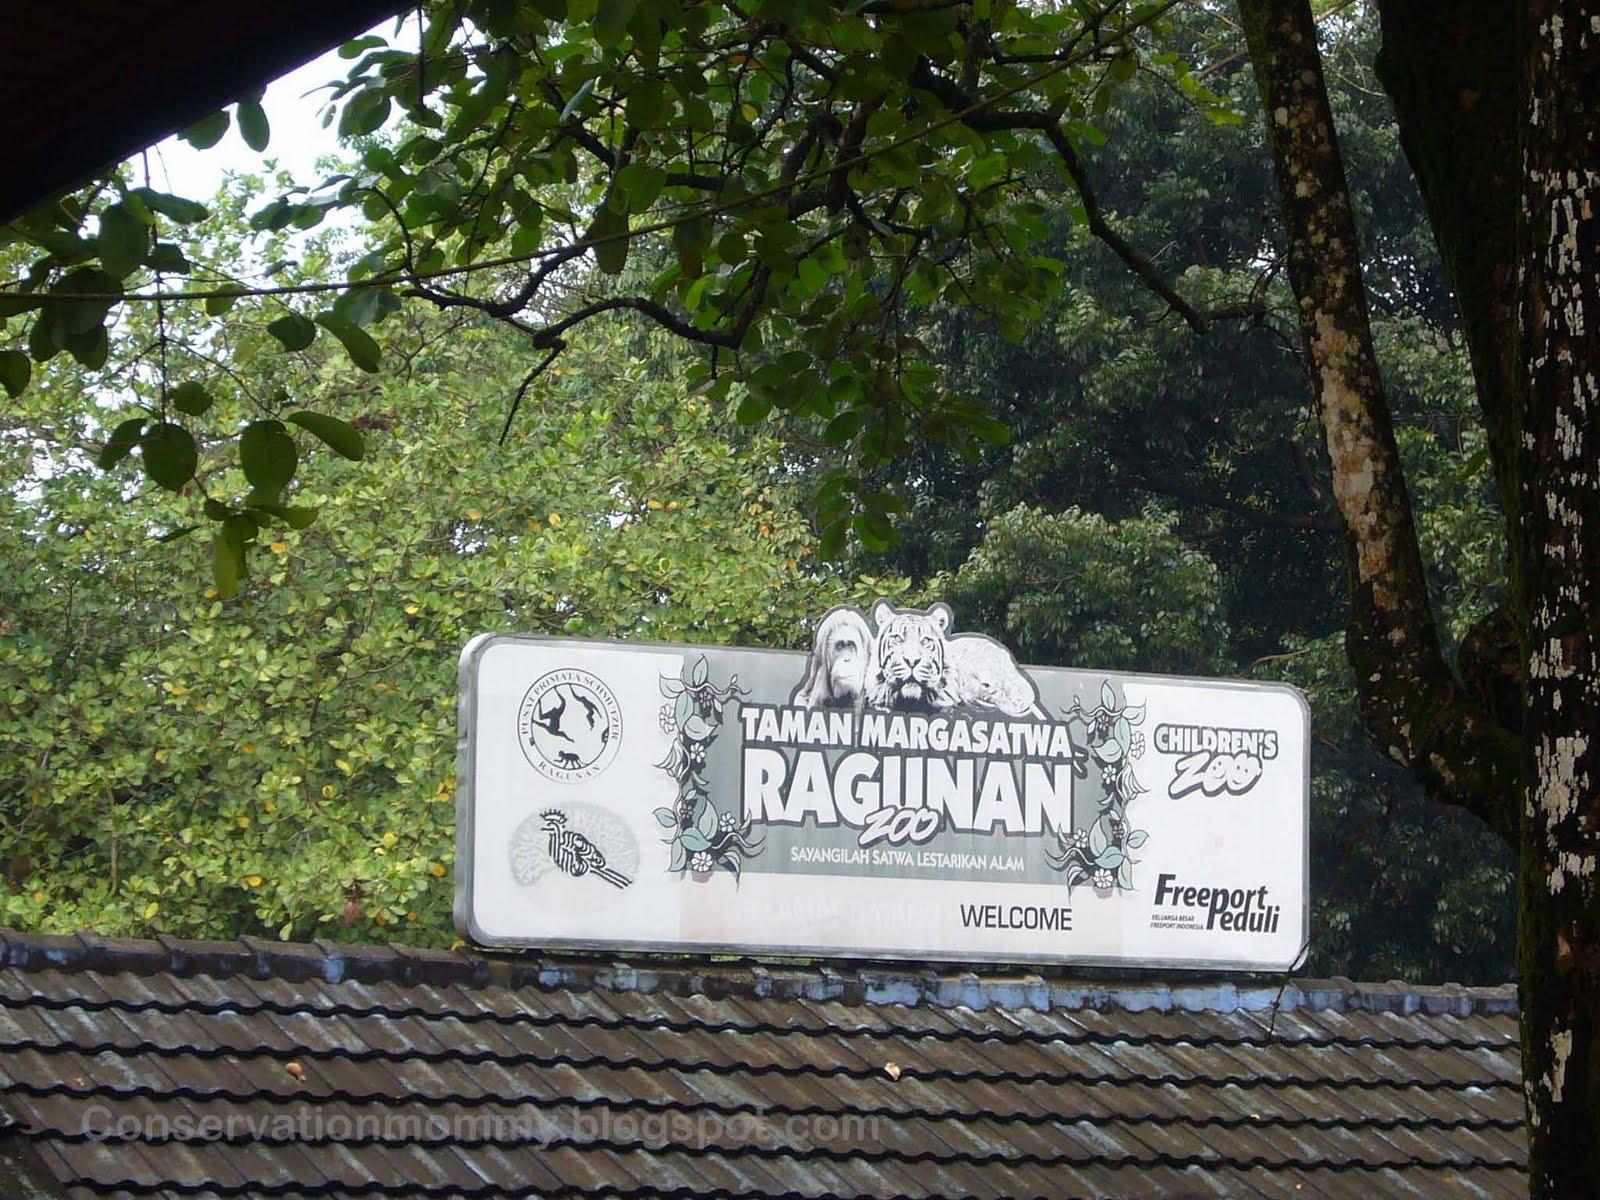 PUSAT PRIMATA SCHMUTZER
RAGUNAN
TAMAN MARGASATWA
RAGUNAN
ZOO
SAYANGILAH SATWA LESTARIKAN ALAM
WELCOME
CHILDREN'S
ZOO
Freeport
Peduli
KELUARGA BESAR
FREEPORT INDONESIA
Conservationmommy.blogspot.com